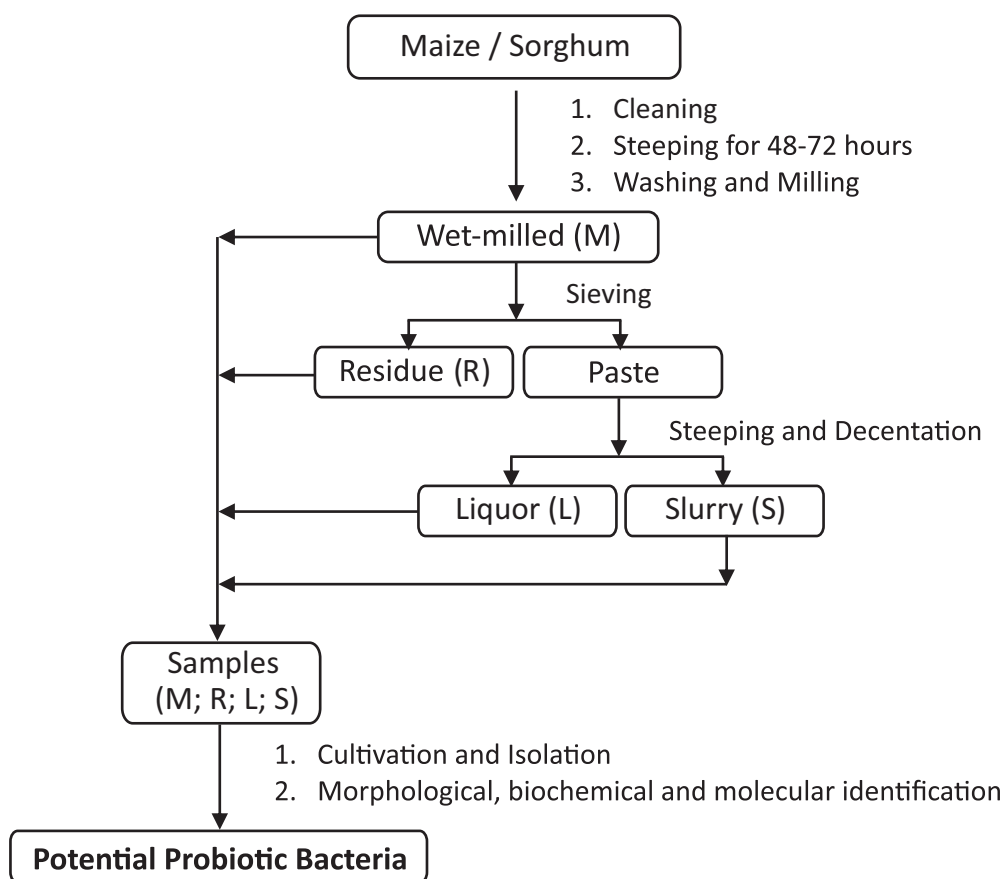 Maize / Sorghum
1. Cleaning
2. Steeping for 48-72 hours
3. Washing and Milling
Wet-milled (M)
Sieving
Residue (R)
Paste
Steeping and Decentation
Liquor (L)
Slurry (S)
Samples
(M; R; L; S)
1. Cultivation and Isolation
2. Morphological, biochemical and molecular identification
Potential Probiotic Bacteria